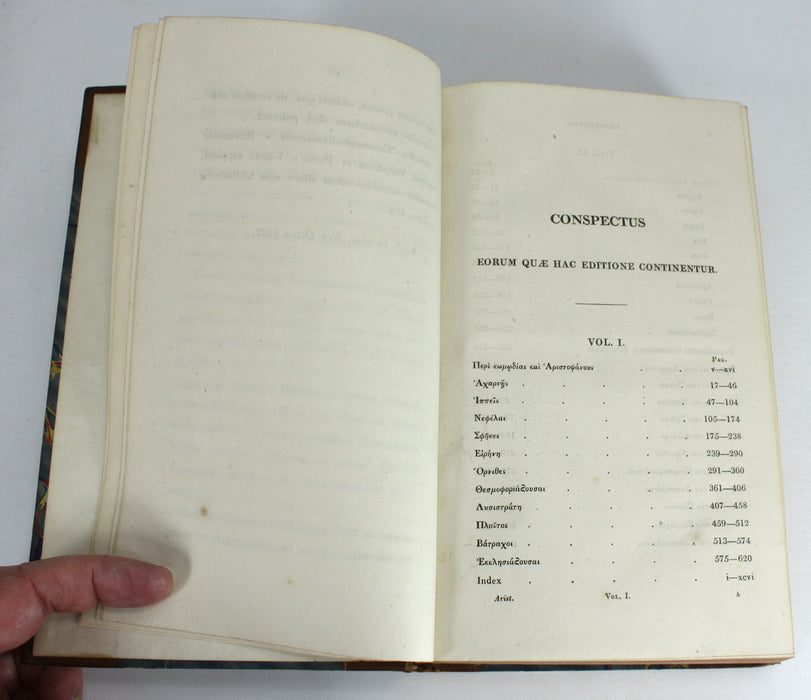 CONSPECTUS
EORUM QUÆ HAC EDITIONE CONTINENTUR.
VOL. I.
Pag.
Περὶ κωμῳδίας καὶ Ἀριστοφάνους . . v—xvi
Ἀχαρνῆς . . . . . 17—46
Ἱππεῖς . . . . . 47—104
Νεφέλαι . . . . . 105—174
Σφῆκες . . . . . 175—238
Εἰρήνη . . . . . 239—290
Ὄρνιθες . . . . . 291—360
Θεσμοφοριάζουσαι . . . . 361—406
Λυσιστράτη . . . . . 407—458
Πλοῦτος . . . . . 459—512
Βάτραχοι . . . . . 513—574
Ἐκκλησιάζουσαι . . . . 575—620
Index . . . . . i—xcvi
Arist. Vol. I. b